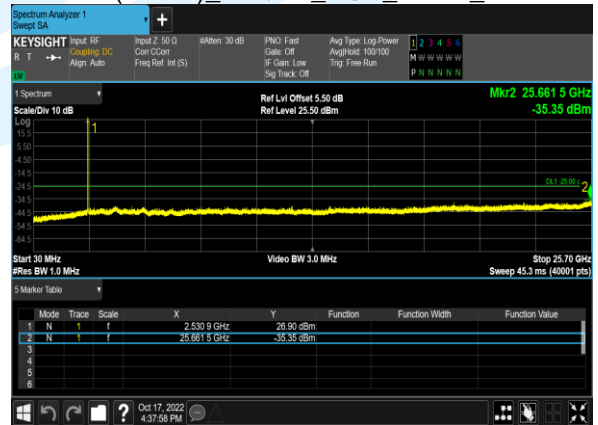 Spectrum Analyzer 1
Swept SA
KEYSIGHT
R T
LU
Input: RF
Coupling: DC
Align: Auto
Input Z: 50 Ω
Corr CCorr
Freq Ref: Int (S)
#Atten: 30 dB
PNO: Fast
Gate: Off
IF Gain: Low
Sig Track: Off
Avg Type: Log-Power
Avg|Hold: 100/100
Trig: Free Run
1 2 3 4 5 6
M W W W W W
P N N N N N
1 Spectrum
Scale/Div 10 dB
Ref Lvl Offset 5.50 dB
Ref Level 25.50 dBm
Mkr2 25.661 5 GHz
-35.35 dBm
Log
15.5
5.50
-4.50
-14.5
-24.5
-34.5
-44.5
-54.5
-64.5
1
2
Start 30 MHz
#Res BW 1.0 MHz
Video BW 3.0 MHz
Stop 25.70 GHz
Sweep 45.3 ms (40001 pts)
5 Marker Table
Mode Trace Scale X Y Function Function Width Function Value
1 N 1 f 2.530 9 GHz 26.90 dBm
2 N 1 f 25.661 5 GHz -35.35 dBm
3
4
5
6
Oct 17, 2022
4:37:58 PM